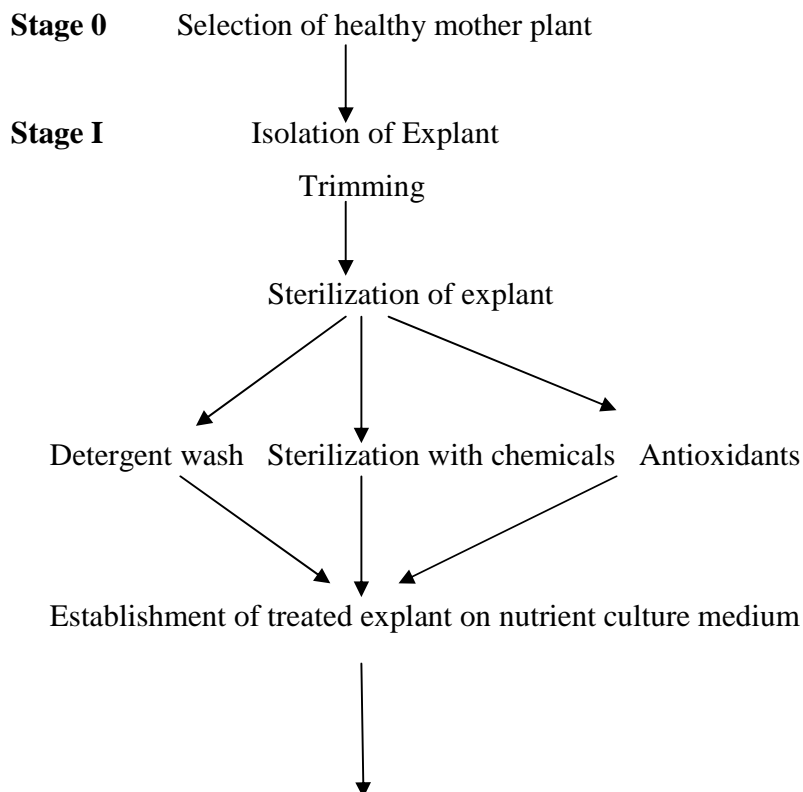 Stage 0 Selection of healthy mother plant
Stage I Isolation of Explant
Trimming
Sterilization of explant
Detergent wash Sterilization with chemicals Antioxidants
Establishment of treated explant on nutrient culture medium